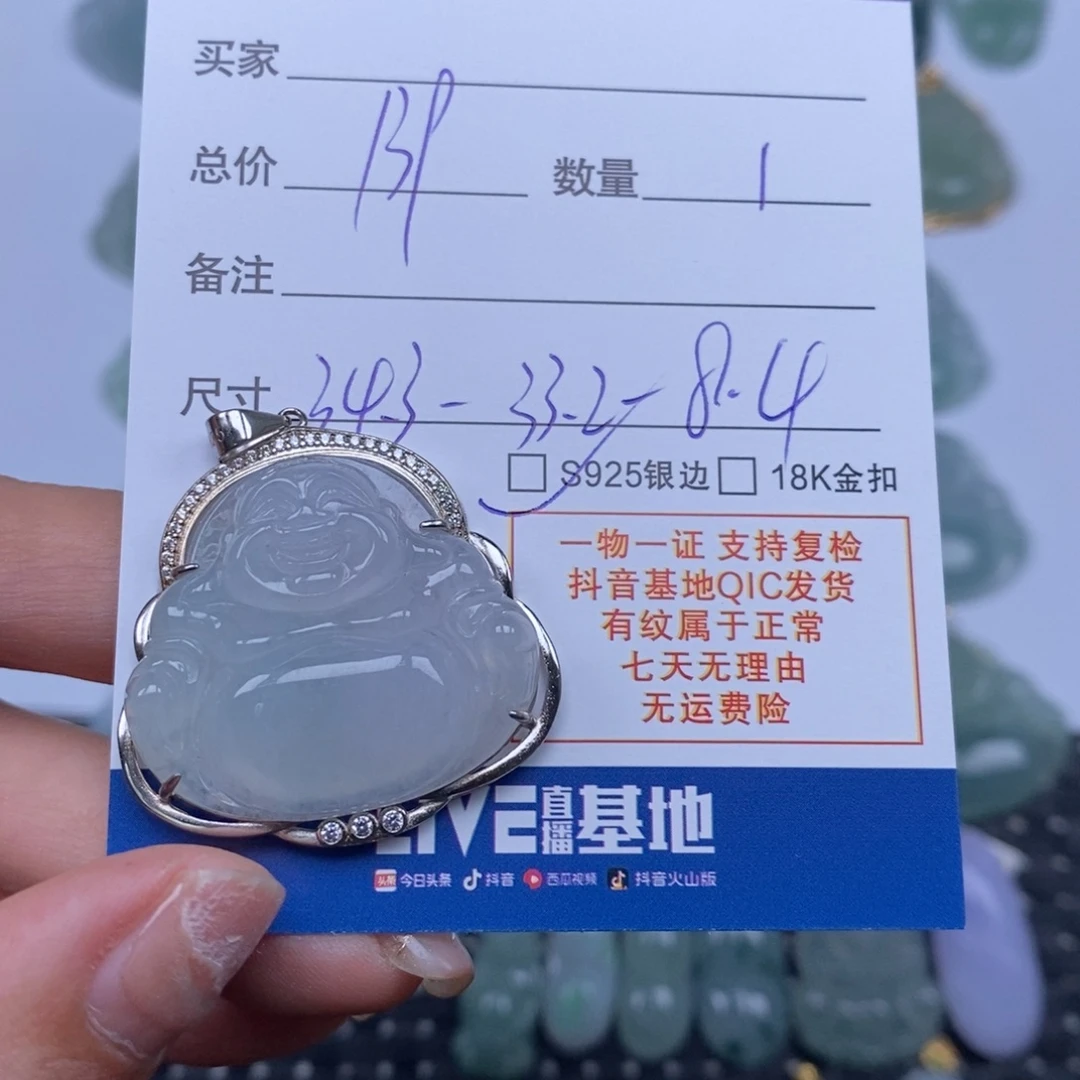 买家
总价 数量 1
备注
尺寸 34.3 - 33.2 - 8.4
S925银边 18K金扣
一物一证 支持复检
抖音基地QIC发货
有纹属于正常
七天无理由
无运费险
LIVE直播基地
头条 今日头条 抖音 西瓜视频 抖音火山版